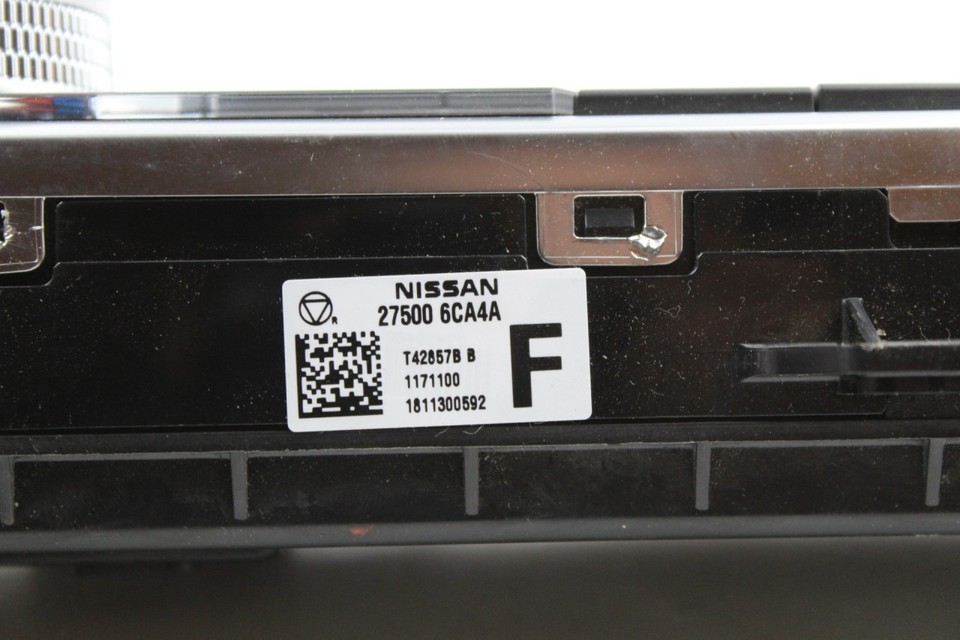 NISSAN
27500 6CA4A
R
T42857B B
1171100
1811300592
F